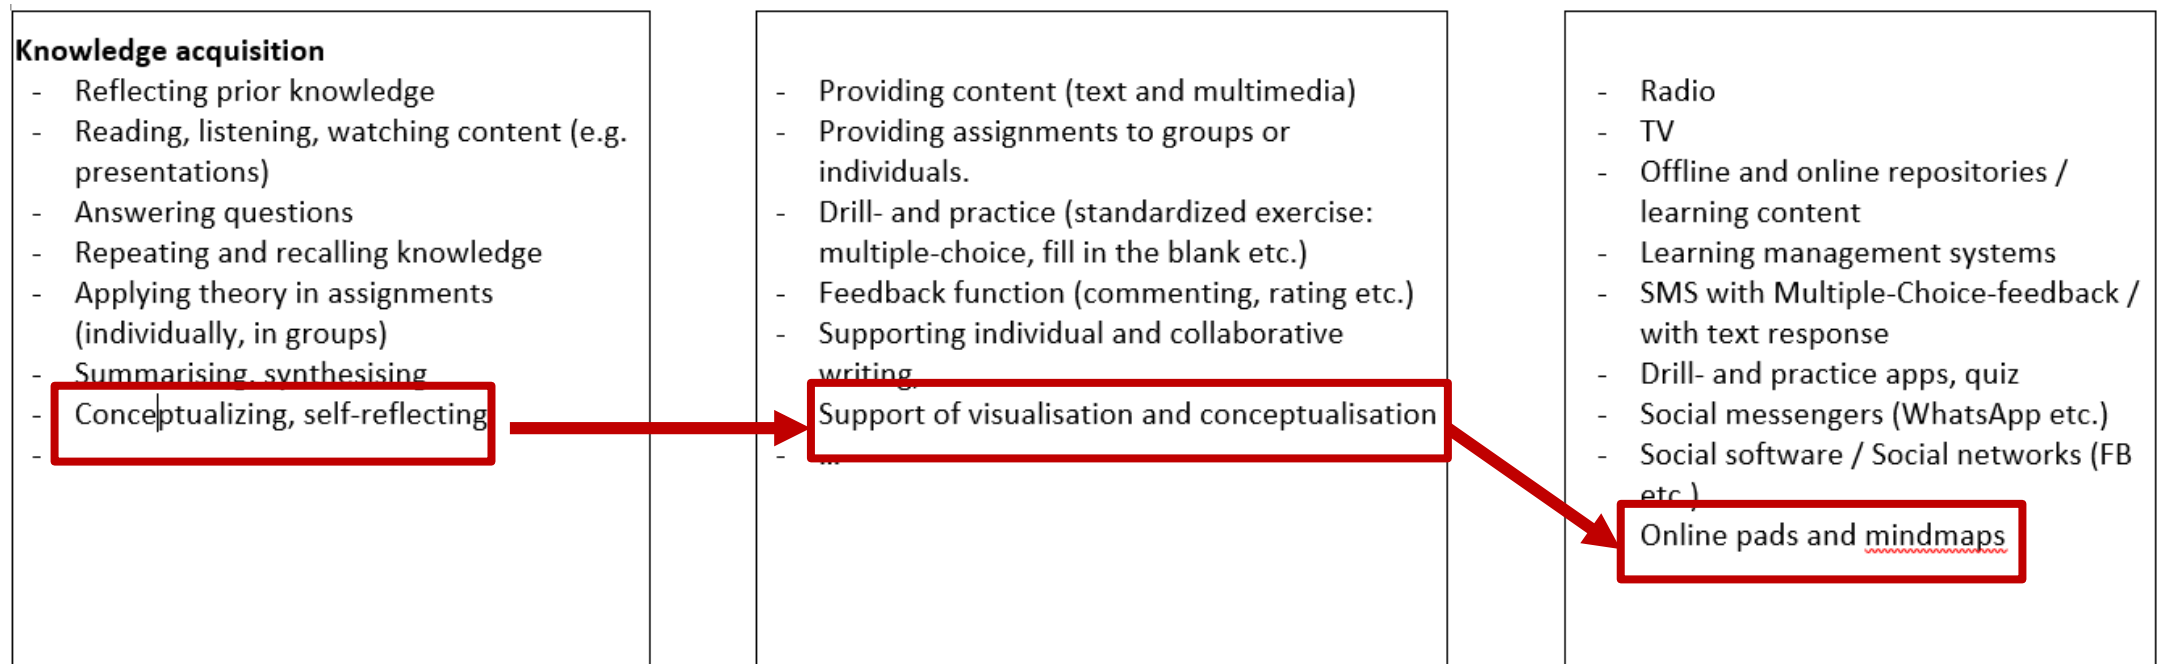 Knowledge acquisition
- Reflecting prior knowledge
- Reading, listening, watching content (e.g.
presentations)
- Answering questions
- Repeating and recalling knowledge
- Applying theory in assignments
(individually, in groups)
- Summarising, synthesising
- Conceptualizing, self-reflecting
-
- Providing content (text and multimedia)
- Providing assignments to groups or
individuals.
- Drill- and practice (standardized exercise:
multiple-choice, fill in the blank etc.)
- Feedback function (commenting, rating etc.)
- Supporting individual and collaborative
writing,
Support of visualisation and conceptualisation
- ...
- Radio
- TV
- Offline and online repositories /
learning content
- Learning management systems
- SMS with Multiple-Choice-feedback /
with text response
- Drill- and practice apps, quiz
- Social messengers (WhatsApp etc.)
- Social software / Social networks (FB
etc.)
Online pads and mindmaps